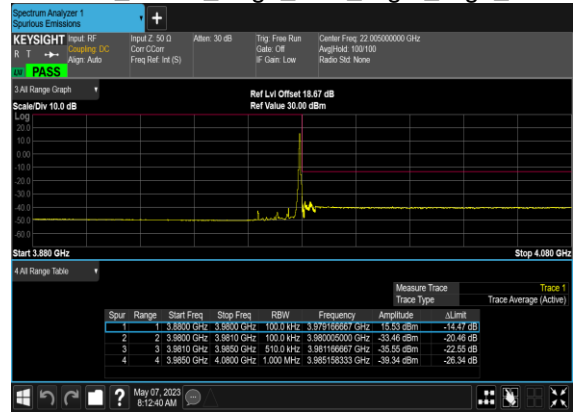 Spectrum Analyzer 1
Spurious Emissions
+
KEYSIGHT Input: RF Input Z: 50 Ω Atten: 30 dB Trig: Free Run Center Freq: 22.005000000 GHz
R T Coupling: DC Corr CCorr Gate: Off Avg|Hold: 100/100
Align: Auto Freq Ref: Int (S) IF Gain: Low Radio Std: None
PASS
3 All Range Graph
Ref Lvl Offset 18.67 dB
Scale/Div 10.0 dB Ref Value 30.00 dBm
Log
20.0
10.0
0.00
-10.0
-20.0
-30.0
-40.0
-50.0
-60.0
Start 3.880 GHz Stop 4.080 GHz
4 All Range Table
Measure Trace Trace 1
Trace Type Trace Average (Active)
Spur Range Start Freq Stop Freq RBW Frequency Amplitude ΔLimit
1 1 3.8800 GHz 3.9800 GHz 100.0 kHz 3.979166667 GHz 15.53 dBm -14.47 dB
2 2 3.9800 GHz 3.9810 GHz 100.0 kHz 3.980005000 GHz -33.46 dBm -20.46 dB
3 3 3.9810 GHz 3.9850 GHz 510.0 kHz 3.981166667 GHz -35.55 dBm -22.55 dB
4 4 3.9850 GHz 4.0800 GHz 1.000 MHz 3.985158333 GHz -39.34 dBm -26.34 dB
? May 07, 2023
8:12:40 AM